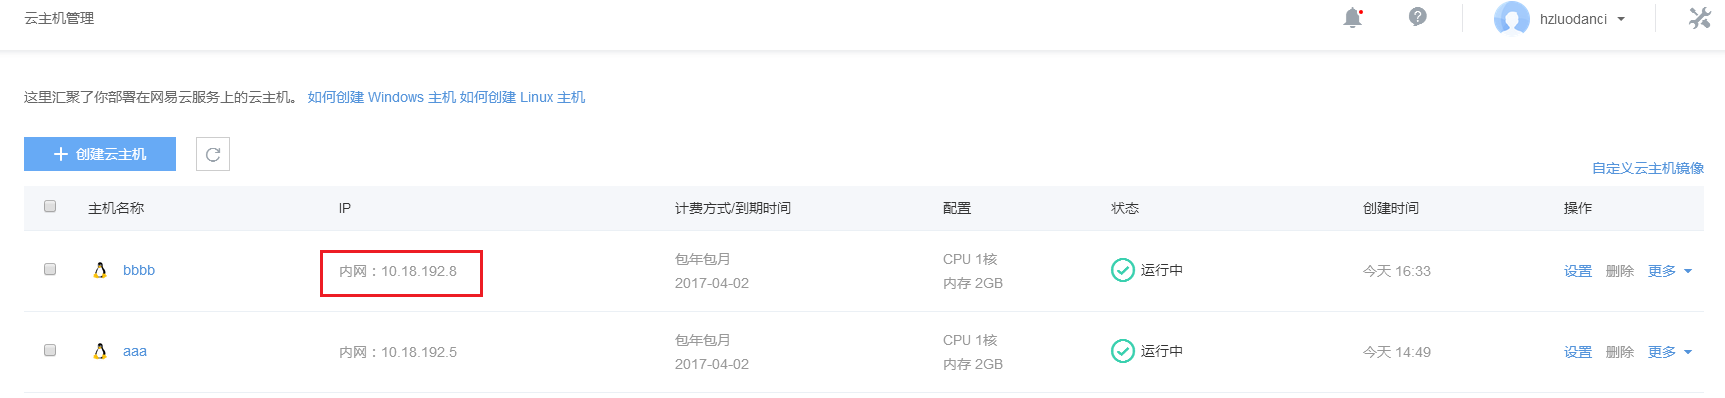 云主机管理
hzluodanci
这里汇聚了你部署在网易云服务上的云主机。 如何创建 Windows 主机 如何创建 Linux 主机
创建云主机
自定义云主机镜像
主机名称 IP 计费方式/到期时间 配置 状态 创建时间 操作
bbbb 内网：10.18.192.8 包年包月 CPU 1核 运行中 今天 16:33 设置 删除 更多
2017-04-02 内存 2GB
aaa 内网：10.18.192.5 包年包月 CPU 1核 运行中 今天 14:49 设置 删除 更多
2017-04-02 内存 2GB